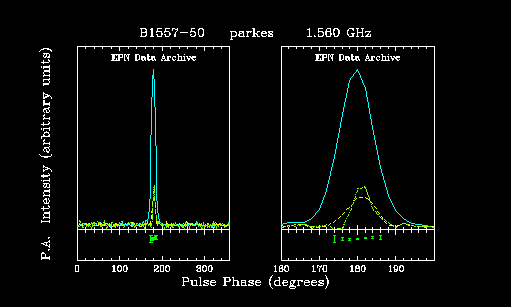 B1557-50 parkes 1.560 GHz
EPN Data Archive EPN Data Archive
P.A. Intensity (arbitrary units)
0 100 200 300 160 170 180 190
Pulse Phase (degrees)